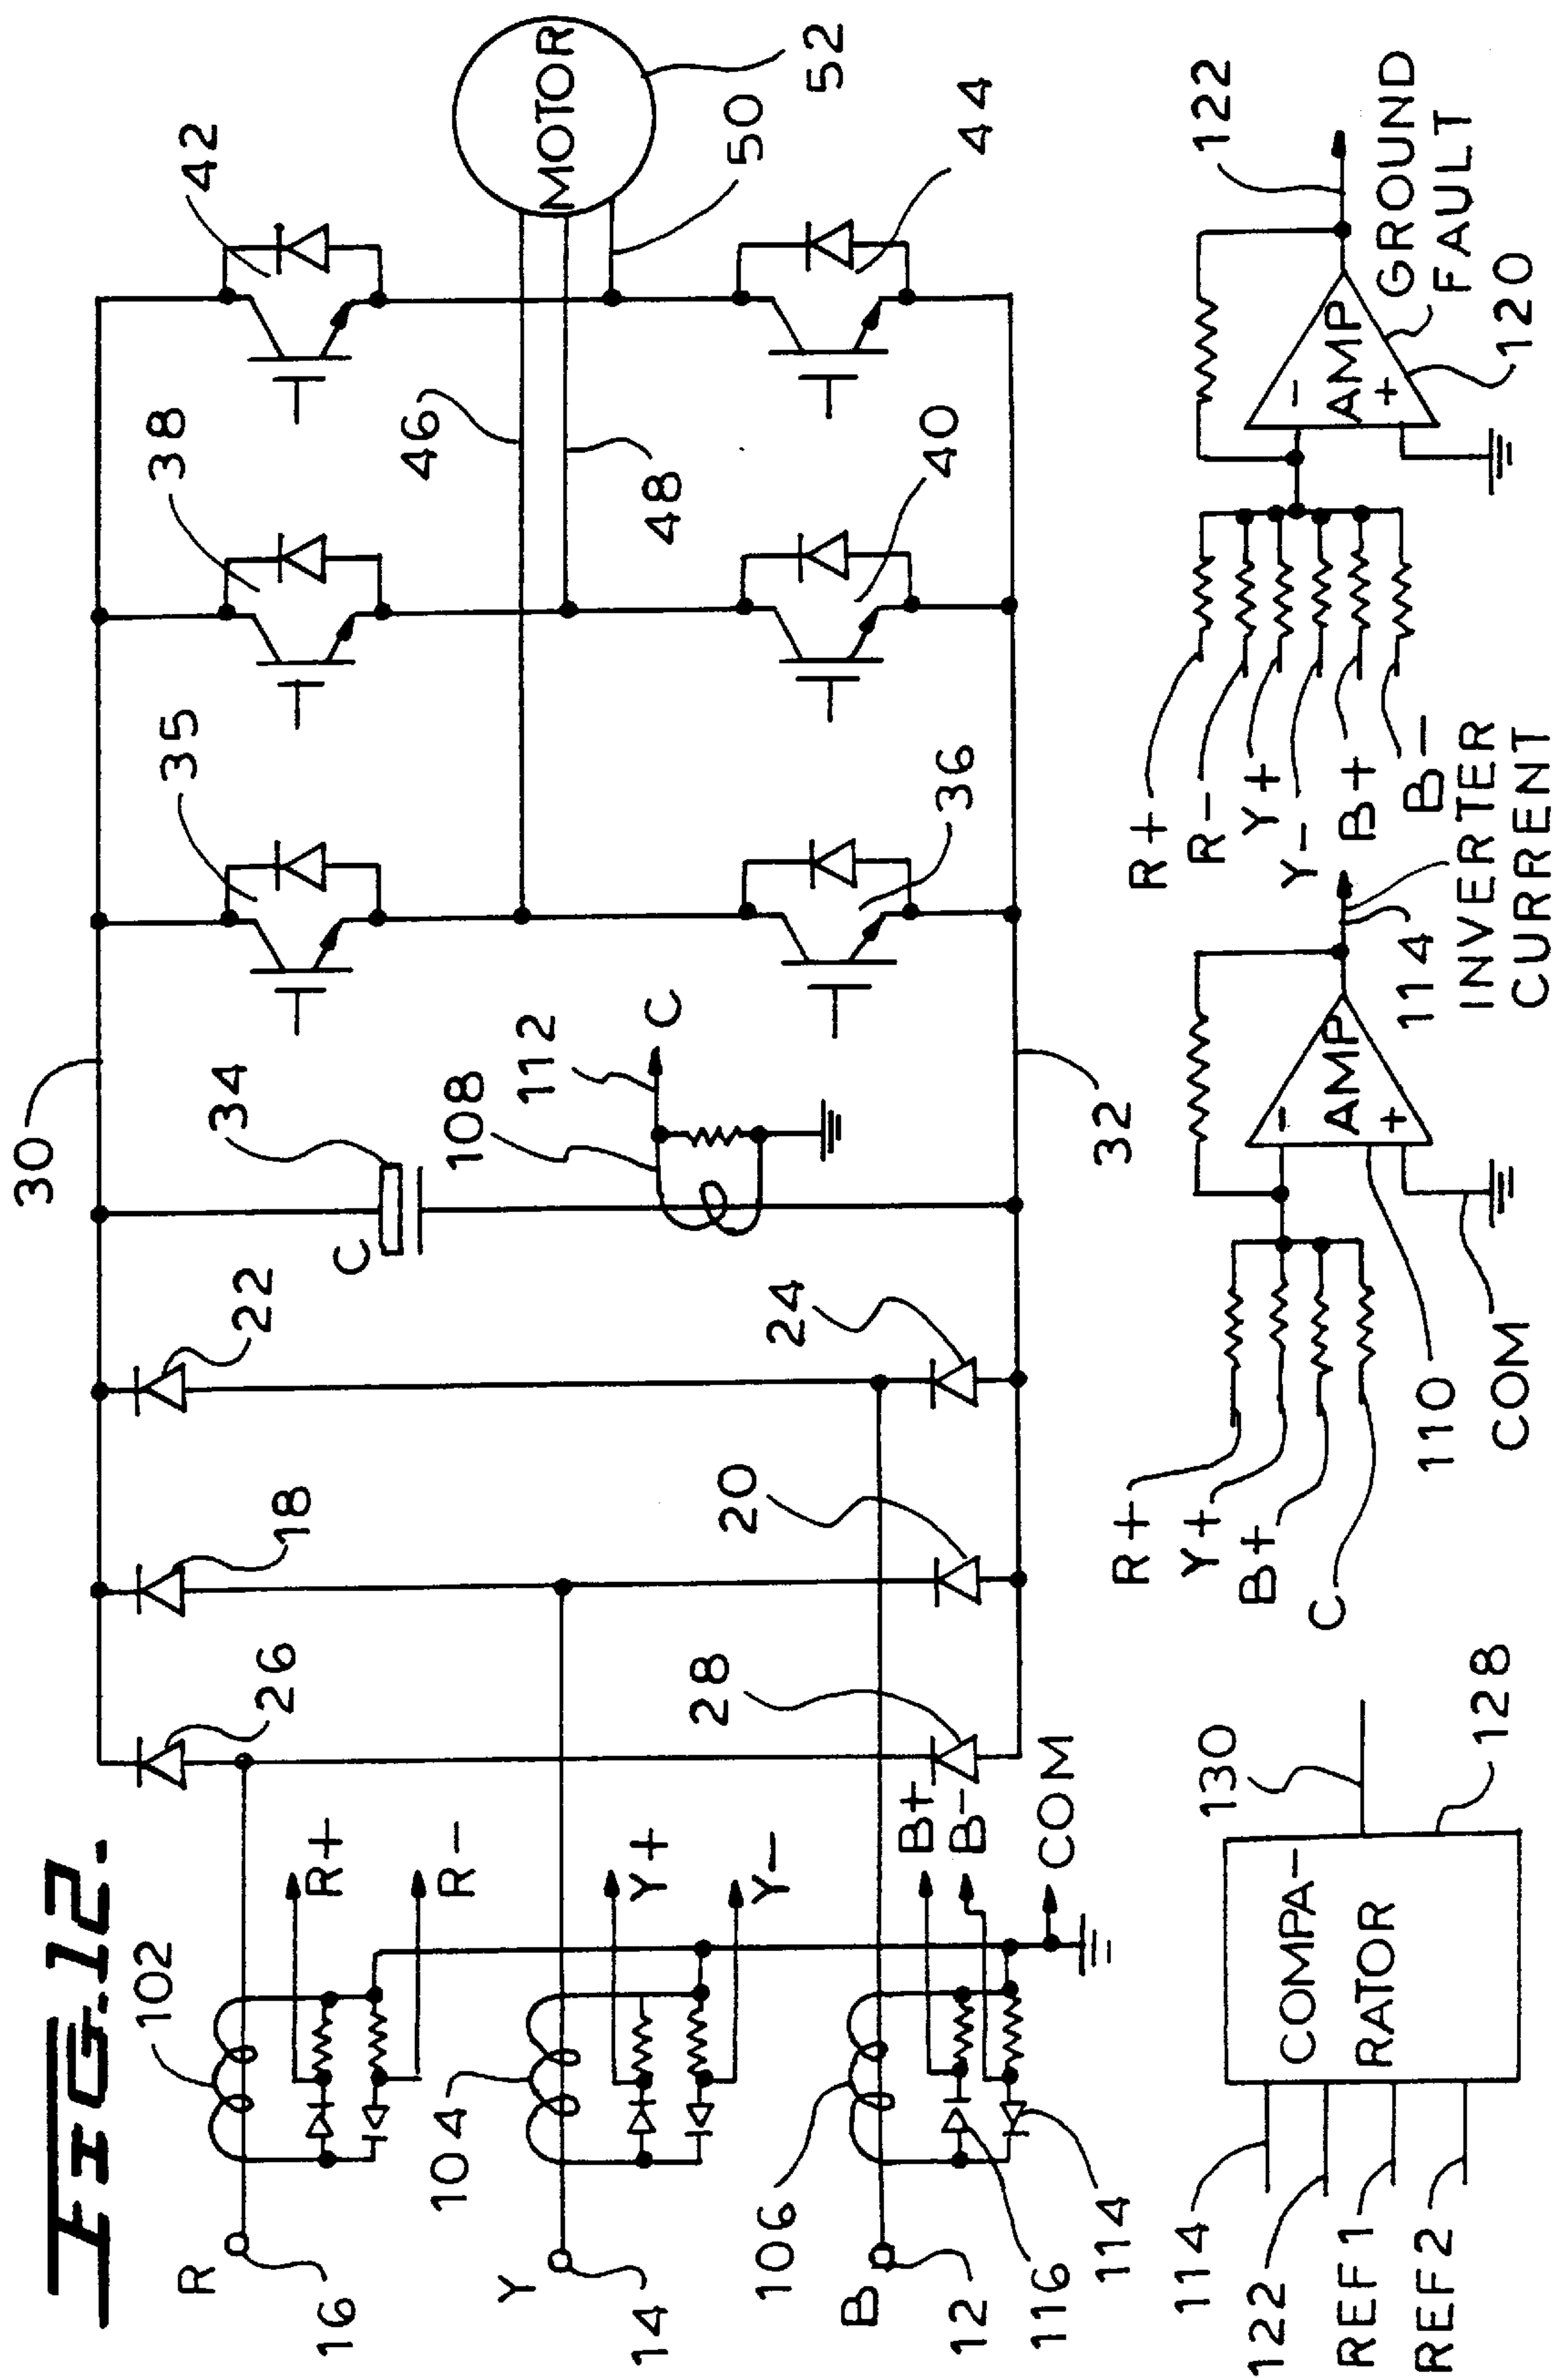 FIG.12.
R
16
102
R+
R-
26
18
22
30
C
34
35
38
42
Y
14
104
Y+
Y-
28
20
24
108
112
C
46
48
MOTOR
50
52
B
12
106
116
114
B+
B-
COM
32
36
40
44
114
122
REF1
REF2
COMPA-
RATOR
130
128
R+
Y+
B+
C
110
COM
-
AMP
+
114
INVERTER
CURRENT
R+
R-
Y+
Y-
B+
B-
-
AMP
+
122
GROUND
FAULT
120